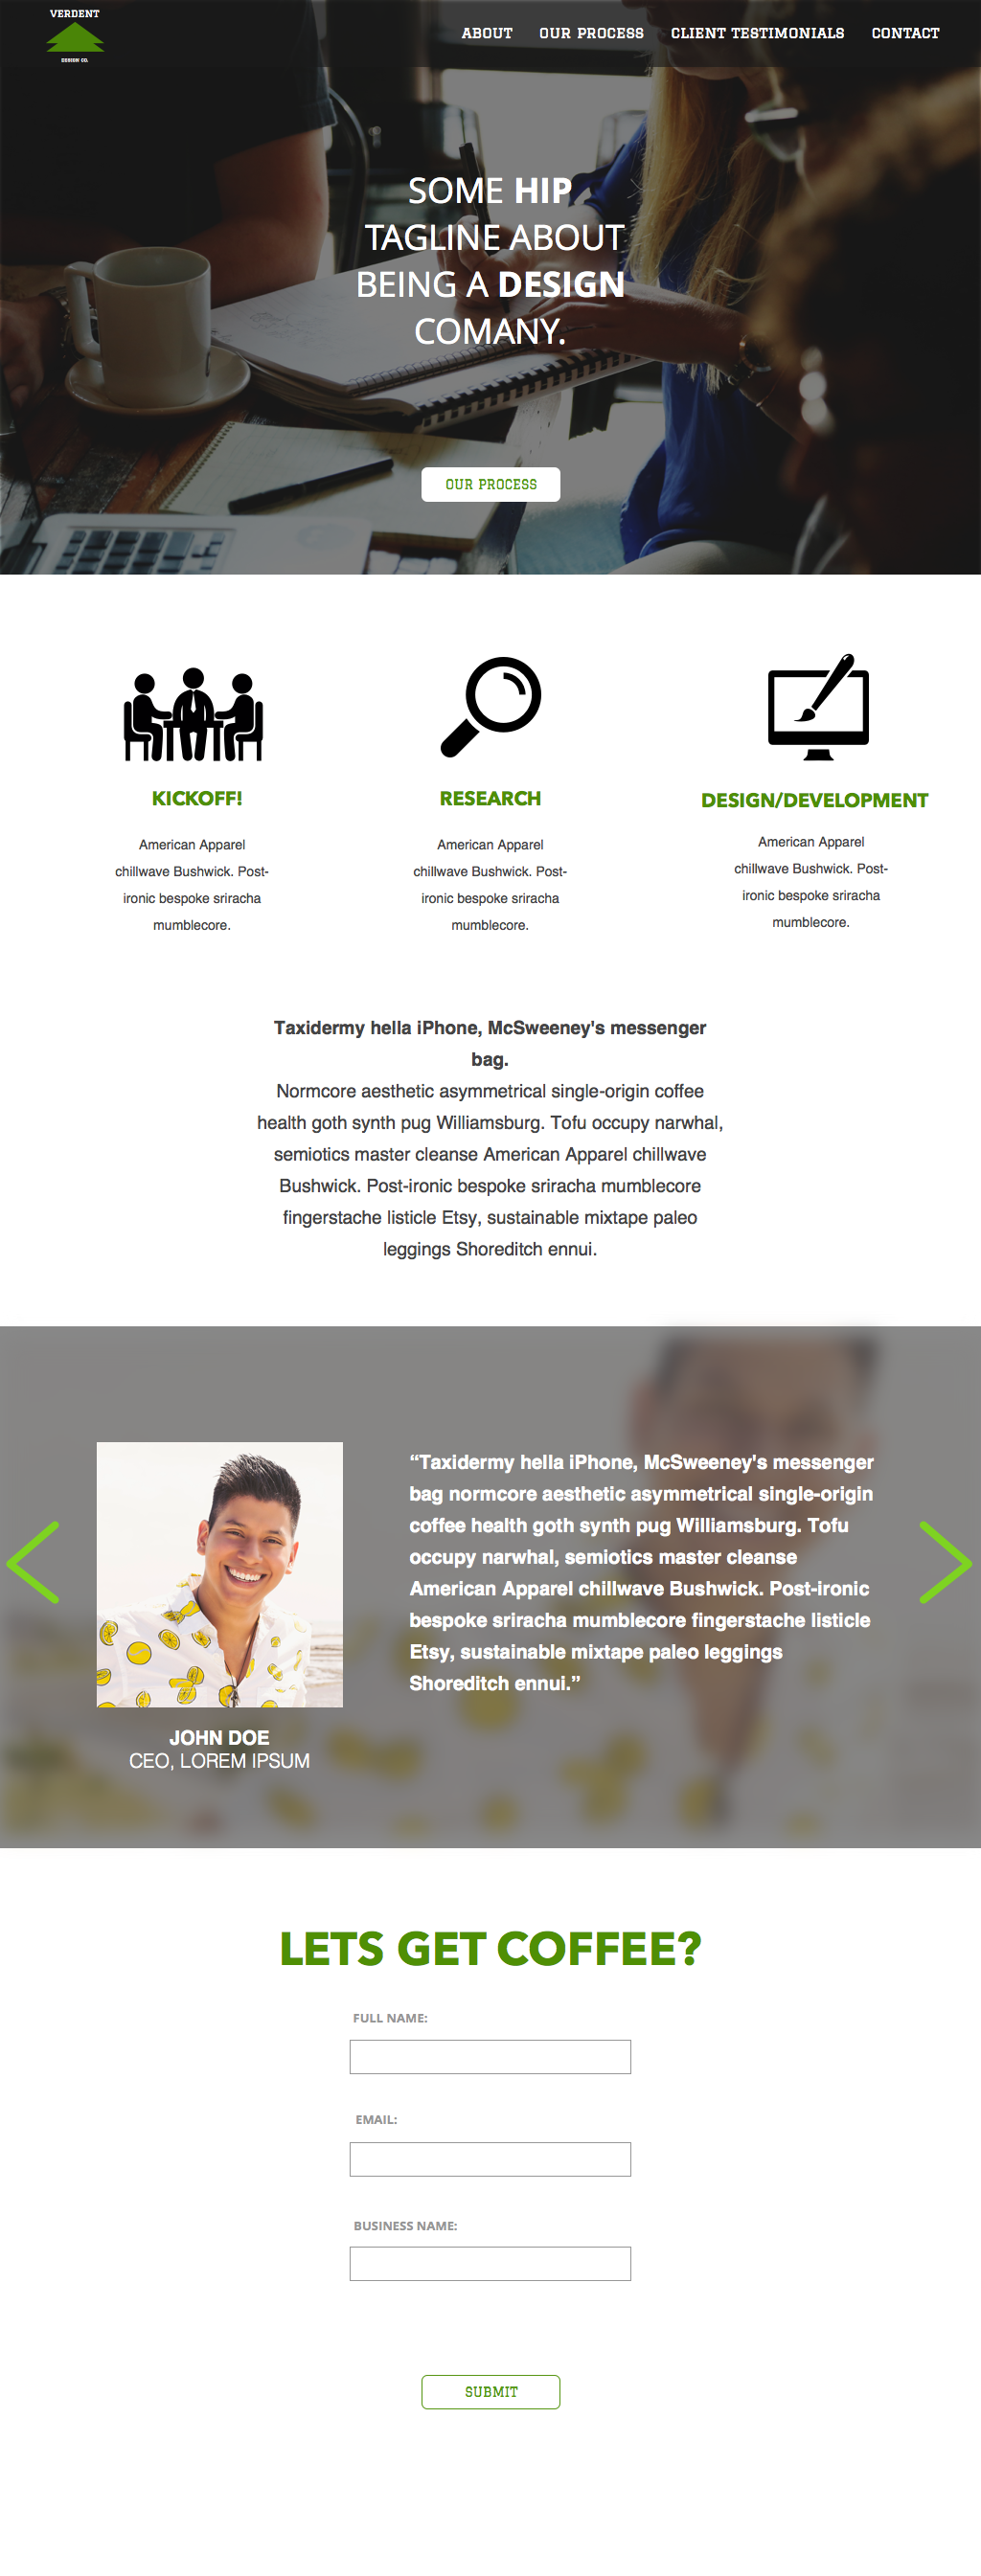 VERDENT
DESIGN CO.
ABOUT OUR PROCESS CLIENT TESTIMONIALS CONTACT
SOME HIP
TAGLINE ABOUT
BEING A DESIGN
COMANY.
OUR PROCESS
KICKOFF!
American Apparel
chillwave Bushwick. Post-
ironic bespoke sriracha
mumblecore.
RESEARCH
American Apparel
chillwave Bushwick. Post-
ironic bespoke sriracha
mumblecore.
DESIGN/DEVELOPMENT
American Apparel
chillwave Bushwick. Post-
ironic bespoke sriracha
mumblecore.
Taxidermy hella iPhone, McSweeney's messenger
bag.
Normcore aesthetic asymmetrical single-origin coffee
health goth synth pug Williamsburg. Tofu occupy narwhal,
semiotics master cleanse American Apparel chillwave
Bushwick. Post-ironic bespoke sriracha mumblecore
fingerstache listicle Etsy, sustainable mixtape paleo
leggings Shoreditch ennui.
“Taxidermy hella iPhone, McSweeney's messenger
bag normcore aesthetic asymmetrical single-origin
coffee health goth synth pug Williamsburg. Tofu
occupy narwhal, semiotics master cleanse
American Apparel chillwave Bushwick. Post-ironic
bespoke sriracha mumblecore fingerstache listicle
Etsy, sustainable mixtape paleo leggings
Shoreditch ennui.”
JOHN DOE
CEO, LOREM IPSUM
LETS GET COFFEE?
FULL NAME:
EMAIL:
BUSINESS NAME:
SUBMIT